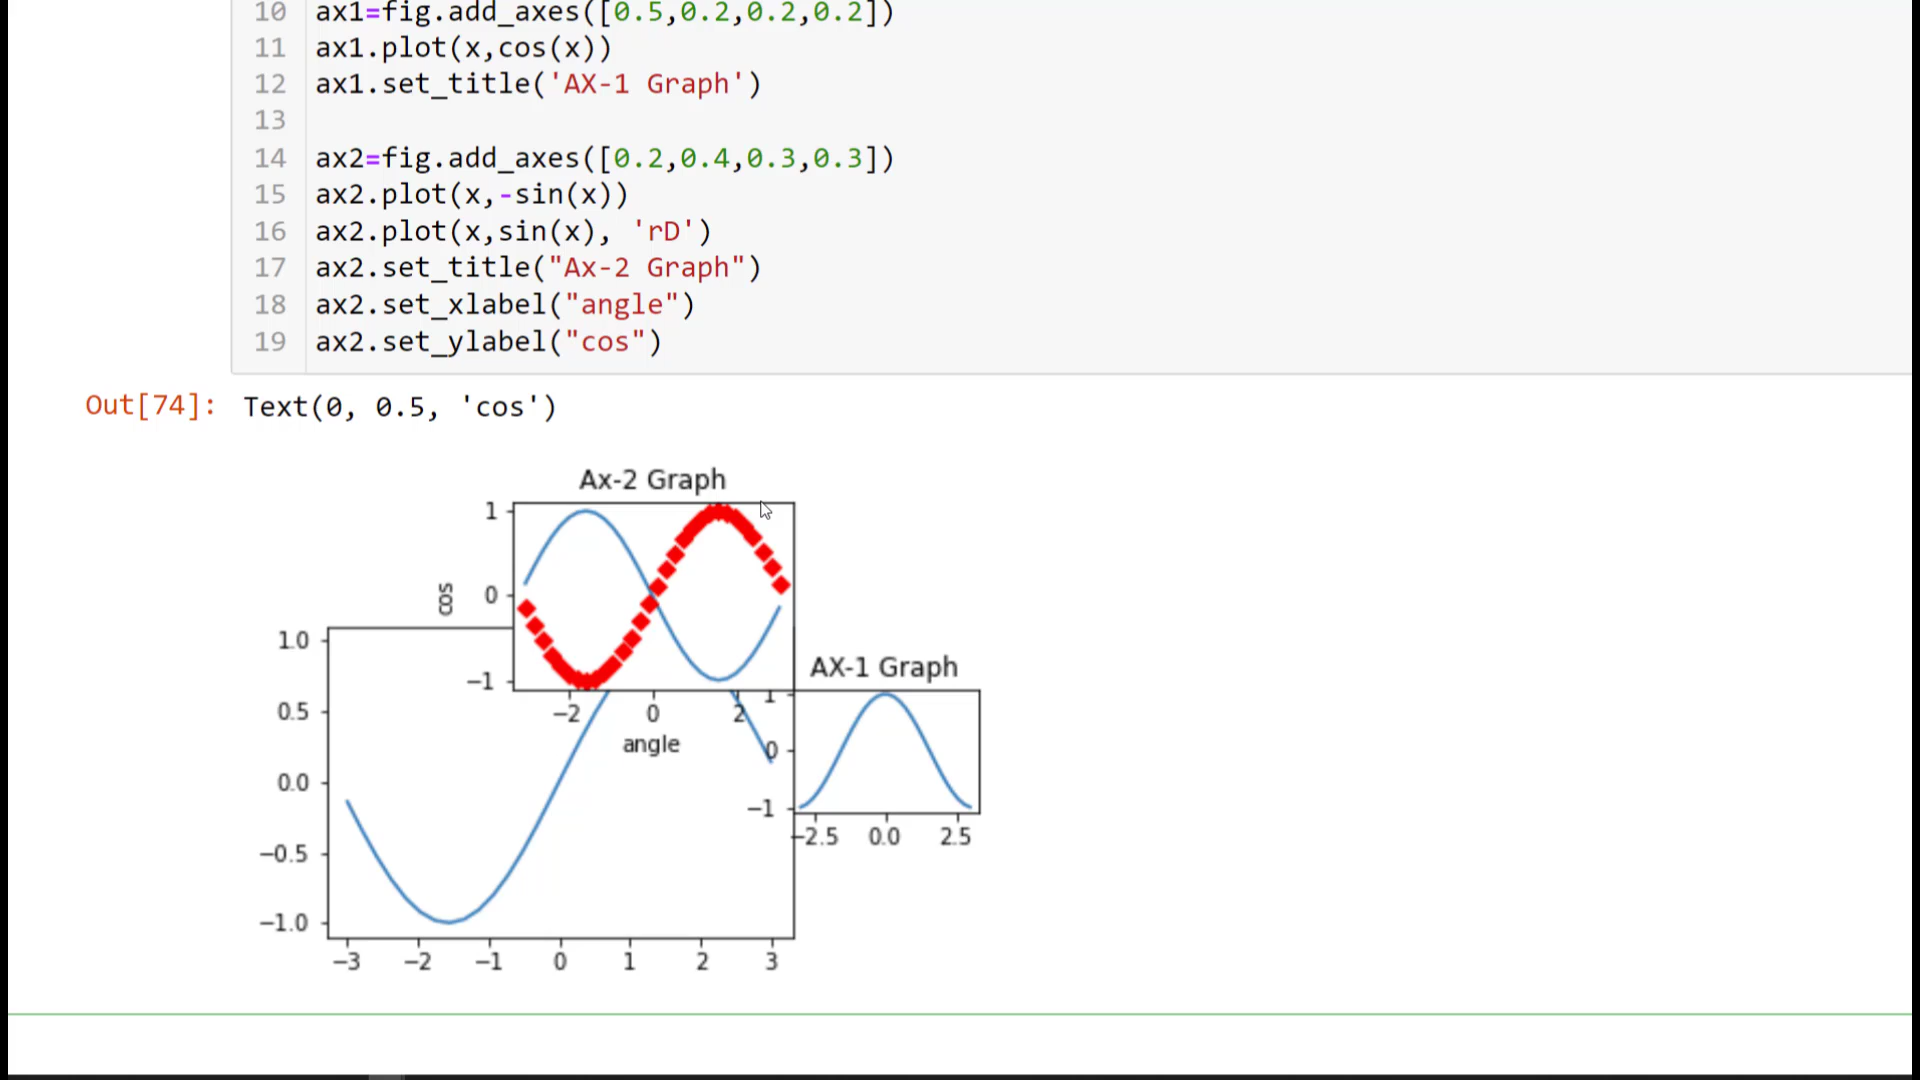 10 ax1=fig.add_axes([0.5,0.2,0.2,0.2])
11 ax1.plot(x,cos(x))
12 ax1.set_title('AX-1 Graph')
13
14 ax2=fig.add_axes([0.2,0.4,0.3,0.3])
15 ax2.plot(x,-sin(x))
16 ax2.plot(x,sin(x), 'rD')
17 ax2.set_title("Ax-2 Graph")
18 ax2.set_xlabel("angle")
19 ax2.set_ylabel("cos")
Out[74]: Text(0, 0.5, 'cos')
Ax-2 Graph
1
0
−1
cos
−2 0 2
angle
AX-1 Graph
1
0
−1
−2.5 0.0 2.5
1.0
0.5
0.0
−0.5
−1.0
−3 −2 −1 0 1 2 3